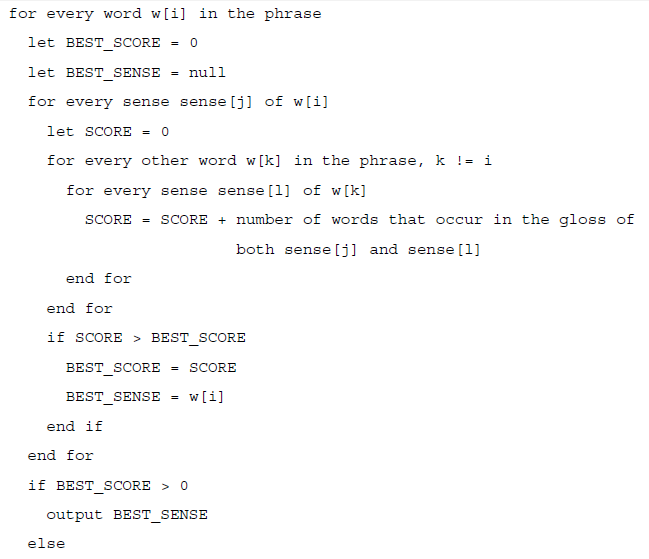 for every word w[i] in the phrase
let BEST_SCORE = 0
let BEST_SENSE = null
for every sense sense[j] of w[i]
let SCORE = 0
for every other word w[k] in the phrase, k != i
for every sense sense[l] of w[k]
SCORE = SCORE + number of words that occur in the gloss of
both sense[j] and sense[l]
end for
end for
if SCORE > BEST_SCORE
BEST_SCORE = SCORE
BEST_SENSE = w[i]
end if
end for
if BEST_SCORE > 0
output BEST_SENSE
else